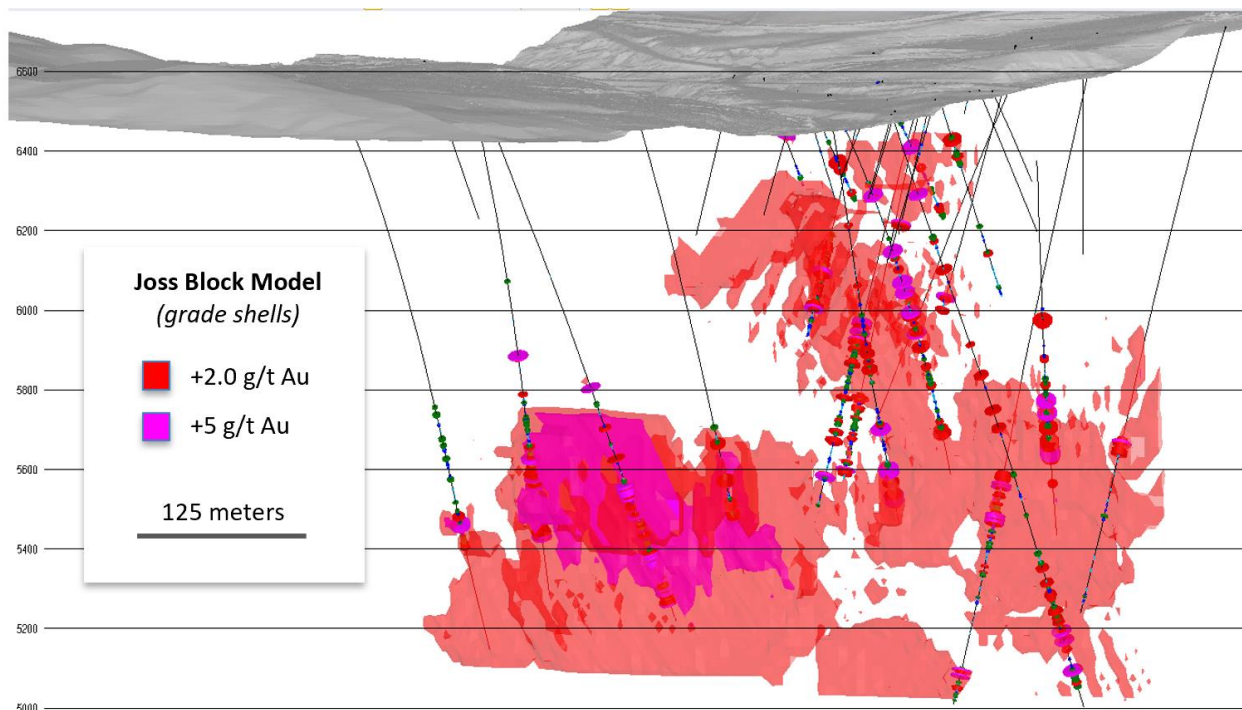 6600
6400
6200
Joss Block Model
(grade shells)
6000
+2.0 g/t Au
5800
+5 g/t Au
5600
125 meters
5400
5200
5000